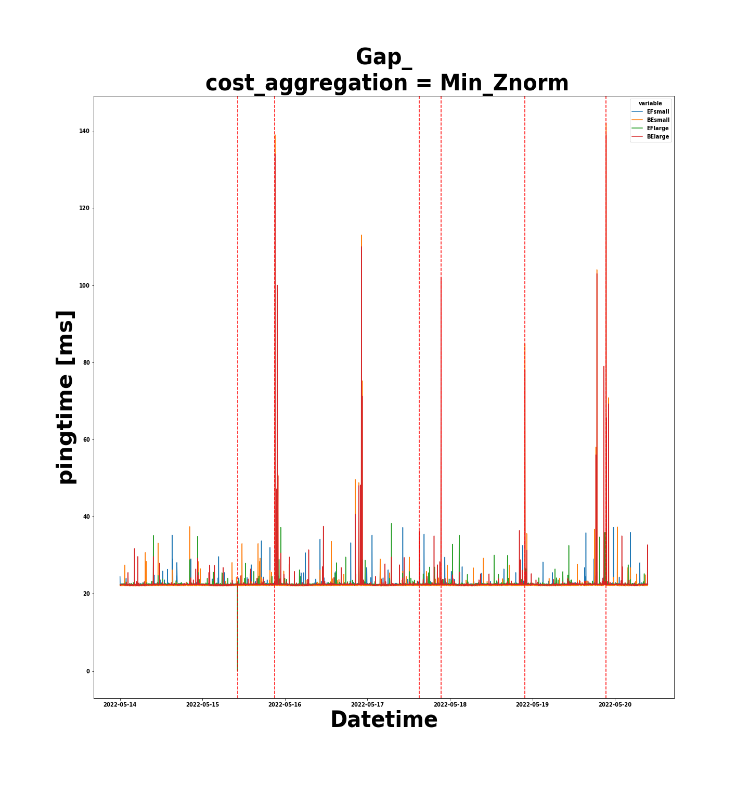 Gap_
cost_aggregation = Min_Znorm
variable
EFsmall
BEsmall
EFlarge
BElarge
pingtime [ms]
140
120
100
80
60
40
20
0
2022-05-14 2022-05-15 2022-05-16 2022-05-17 2022-05-18 2022-05-19 2022-05-20
Datetime